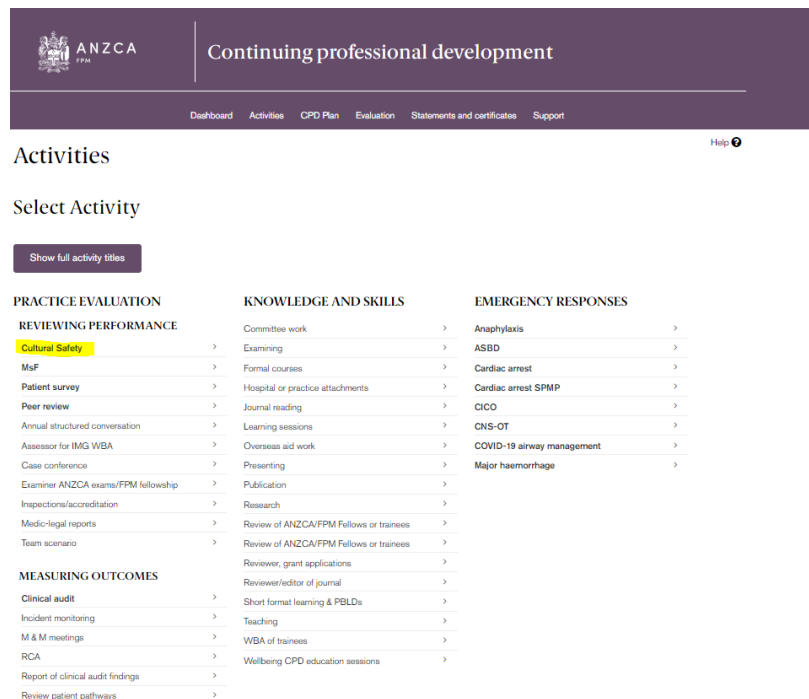 ANZCA
FPM
Continuing professional development
Dashboard Activities CPD Plan Evaluation Statements and certificates Support
Help
Activities
Select Activity
Show full activity titles
PRACTICE EVALUATION
REVIEWING PERFORMANCE
Cultural Safety
MsF
Patient survey
Peer review
Annual structured conversation
Assessor for IMG WBA
Case conference
Examiner ANZCA exams/FPM fellowship
Inspections/accreditation
Medic-legal reports
Team scenario
MEASURING OUTCOMES
Clinical audit
Incident monitoring
M & M meetings
RCA
Report of clinical audit findings
Review patient pathways
KNOWLEDGE AND SKILLS
Committee work
Examining
Formal courses
Hospital or practice attachments
Journal reading
Learning sessions
Overseas aid work
Presenting
Publication
Research
Review of ANZCA/FPM Fellows or trainees
Review of ANZCA/FPM Fellows or trainees
Reviewer, grant applications
Reviewer/editor of journal
Short format learning & PBLDs
Teaching
WBA of trainees
Wellbeing CPD education sessions
EMERGENCY RESPONSES
Anaphylaxis
ASBD
Cardiac arrest
Cardiac arrest SPMP
CICO
CNS-OT
COVID-19 airway management
Major haemorrhage